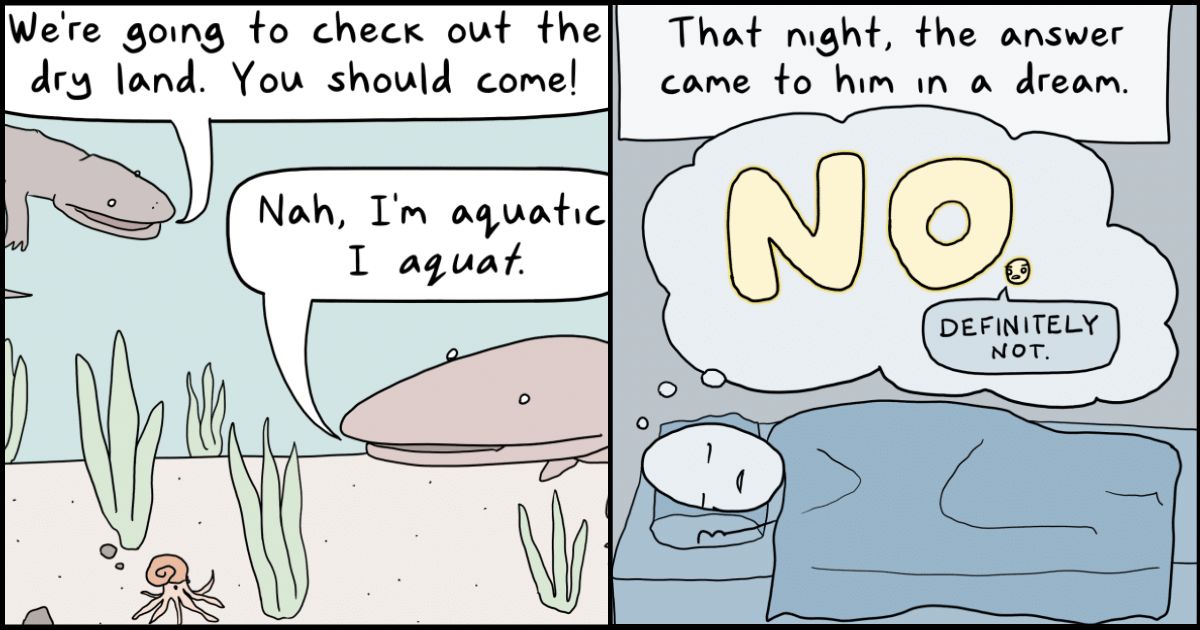 We're going to check out the
dry land. You should come!
Nah, I'm aquatic
I aquat.
That night, the answer
came to him in a dream.
NO.
DEFINITELY
NOT.